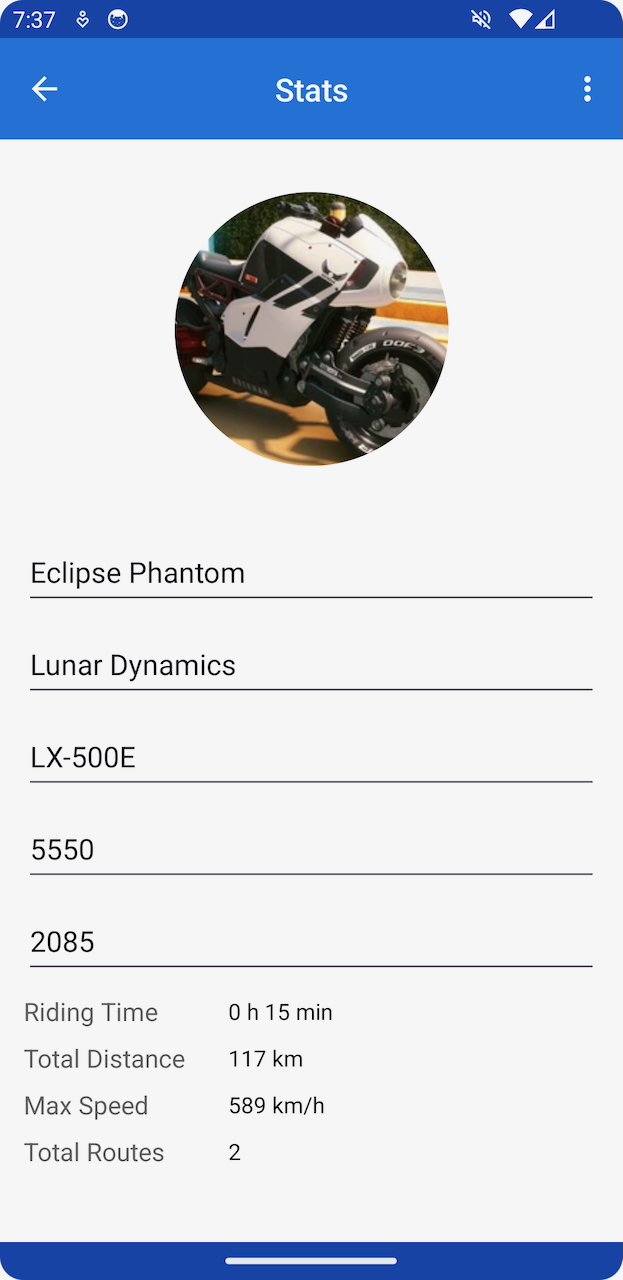 7:37
Stats
Eclipse Phantom
Lunar Dynamics
LX-500E
5550
2085
Riding Time 0 h 15 min
Total Distance 117 km
Max Speed 589 km/h
Total Routes 2